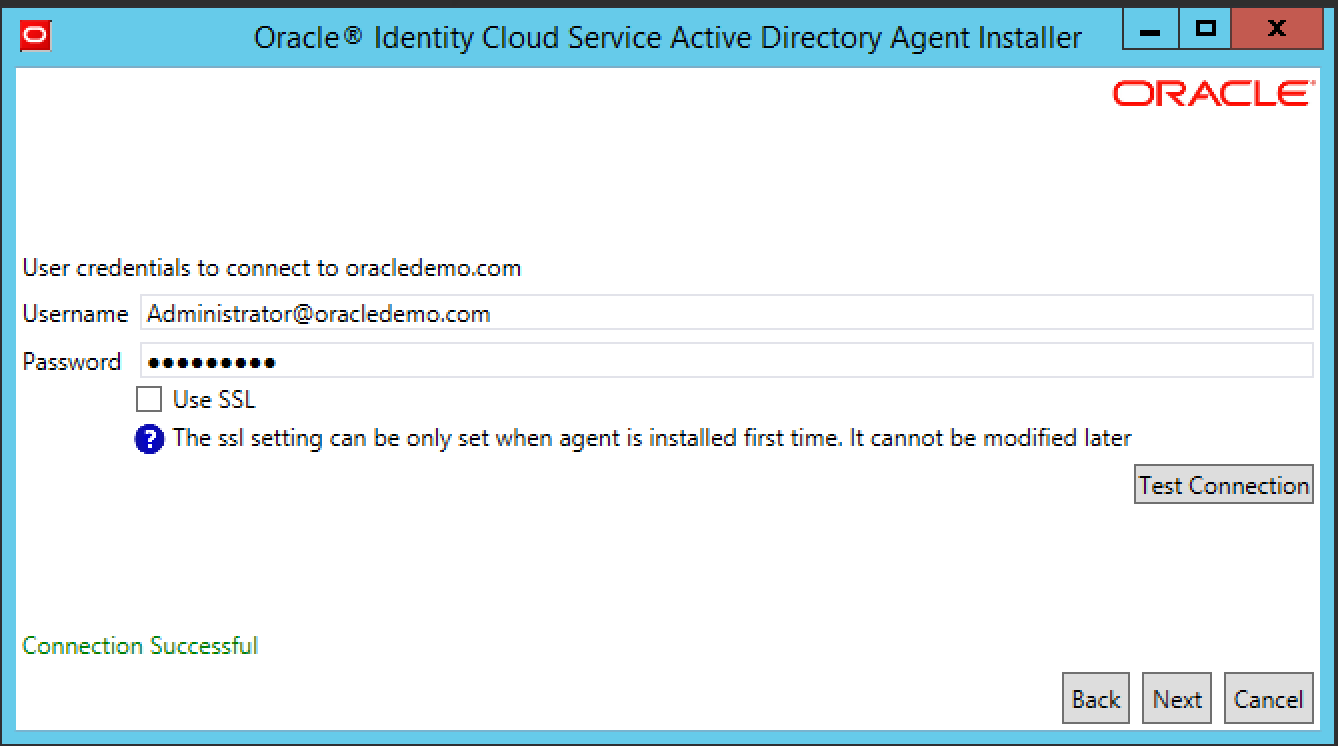 Oracle® Identity Cloud Service Active Directory Agent Installer
X
ORACLE®
User credentials to connect to oracledemo.com
Username Administrator@oracledemo.com
Password •••••••••
Use SSL
? The ssl setting can be only set when agent is installed first time. It cannot be modified later
Test Connection
Connection Successful
Back Next Cancel